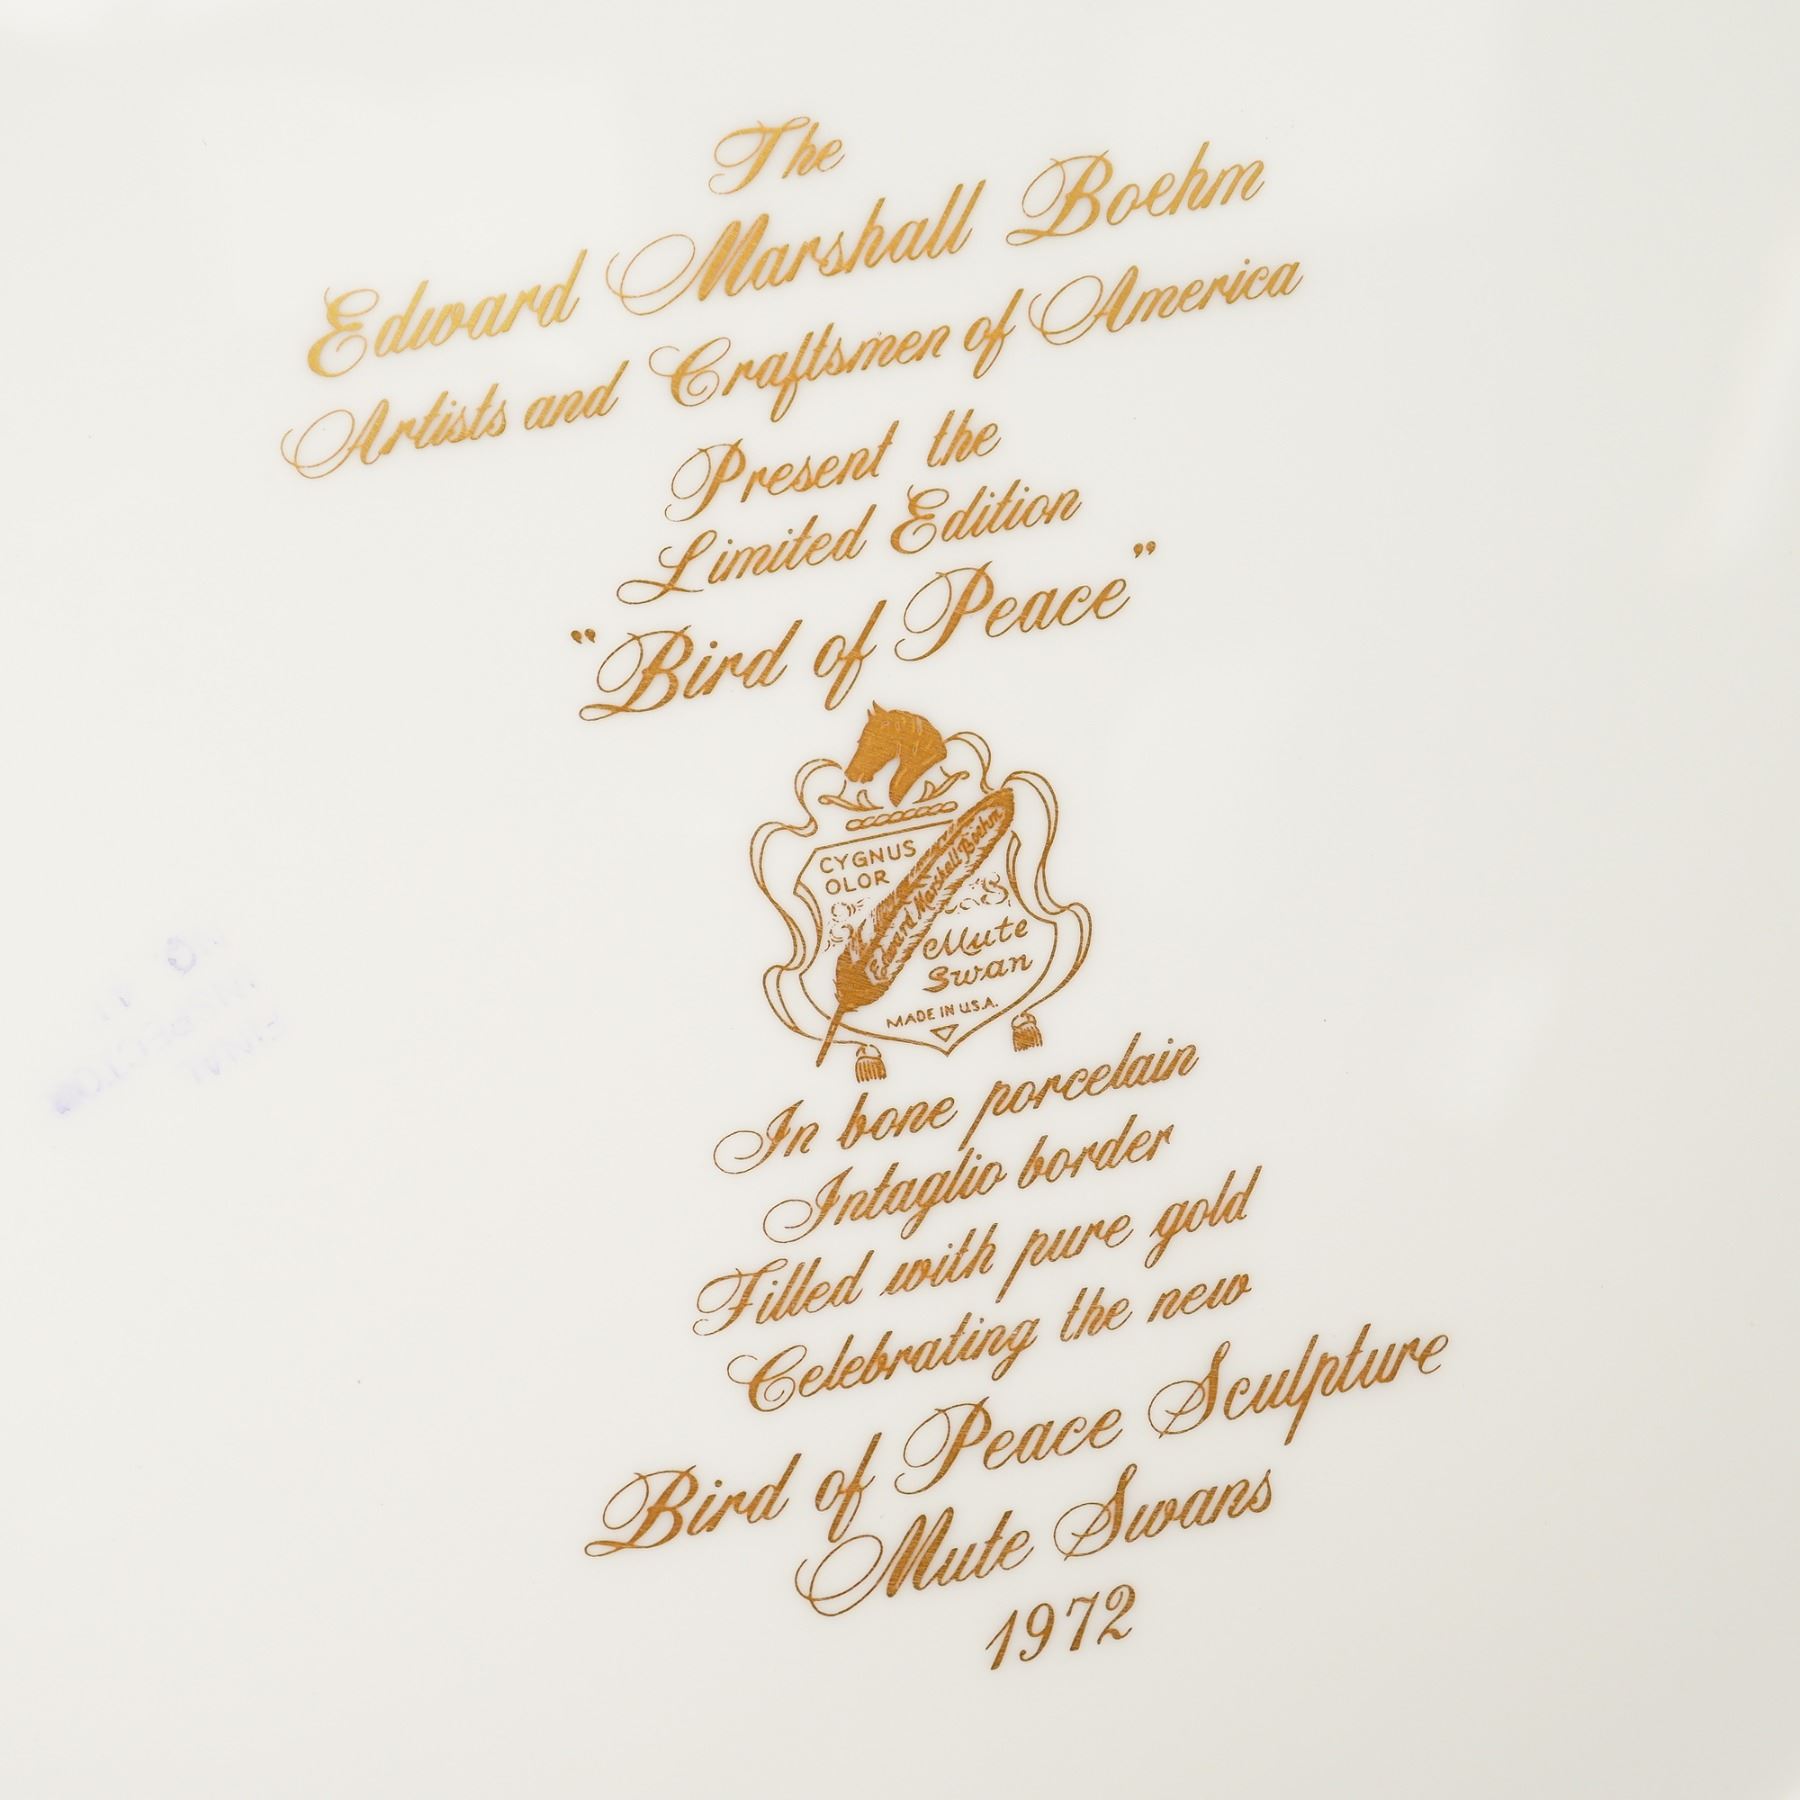 The
Edward Marshall Boehm
Artists and Craftsmen of America
Present the
Limited Edition
"Bird of Peace"
CYGNUS
OLOR
Edward Marshall Boehm
Mute
Swan
MADE IN U.S.A.
In bone porcelain
Intaglio border
Filled with pure gold
Celebrating the new
Bird of Peace Sculpture
Mute Swans
1972